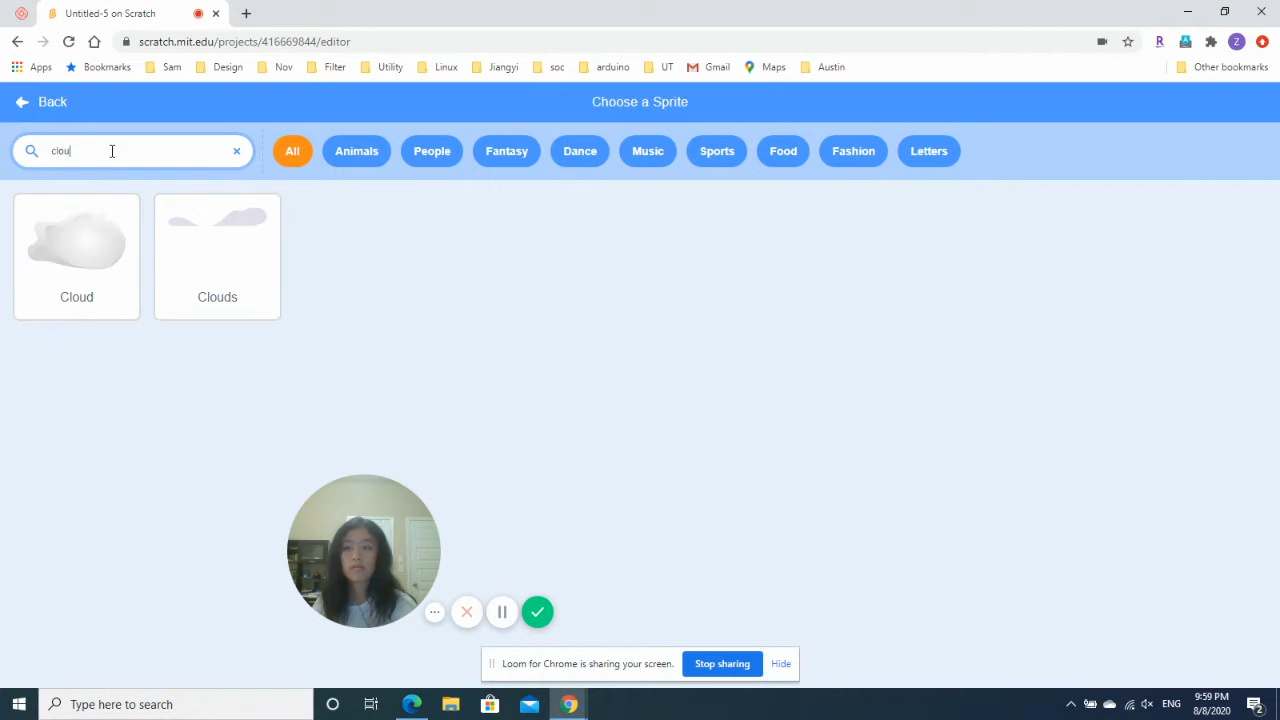 Untitled-5 on Scratch
scratch.mit.edu/projects/416669844/editor
Apps Bookmarks Sam Design Nov Filter Utility Linux Jiangyi soc arduino UT Gmail Maps Austin Other bookmarks
Back Choose a Sprite
clou All Animals People Fantasy Dance Music Sports Food Fashion Letters
Cloud Clouds
Loom for Chrome is sharing your screen. Stop sharing Hide
Type here to search ENG 9:59 PM
8/8/2020 2